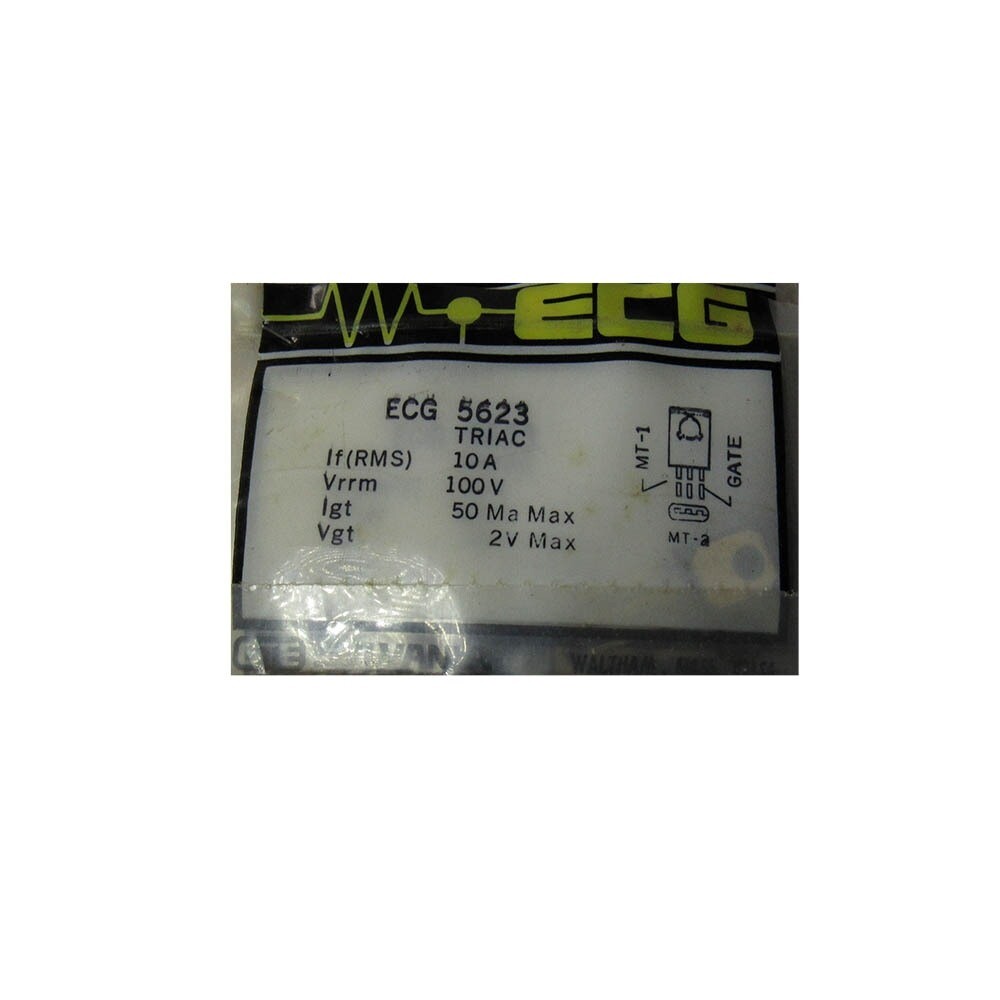 ECG
ECG 5623
TRIAC
If(RMS) 10A
Vrrm 100V
Igt 50 Ma Max
Vgt 2V Max
MT-1
GATE
MT-2
WALTHAM,